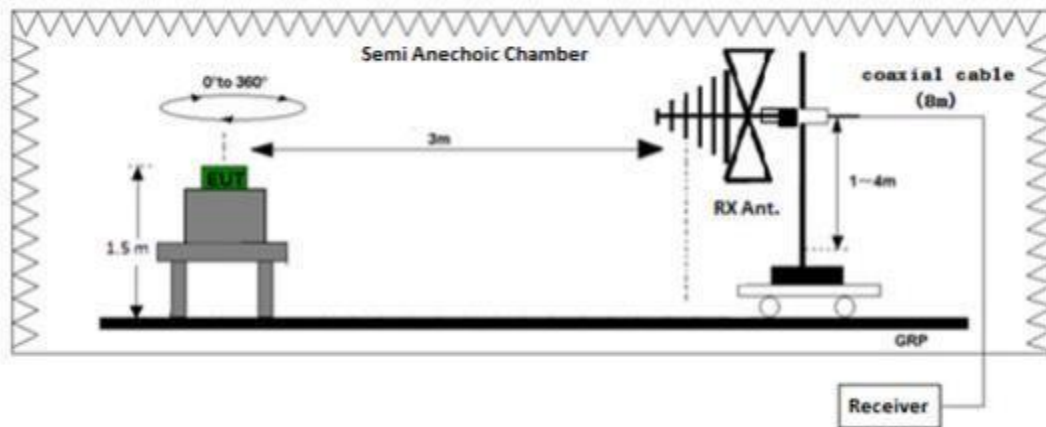 Semi Anechoic Chamber
0°to 360°
coaxial cable
(8m)
3m
EUT
1~4m
RX Ant.
1.5 m
GRP
Receiver